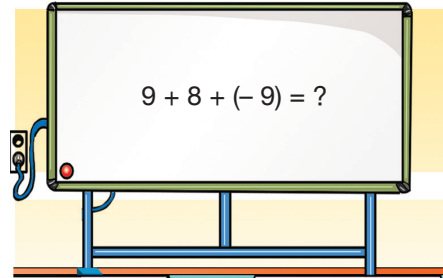 9 + 8 + (– 9) = ?